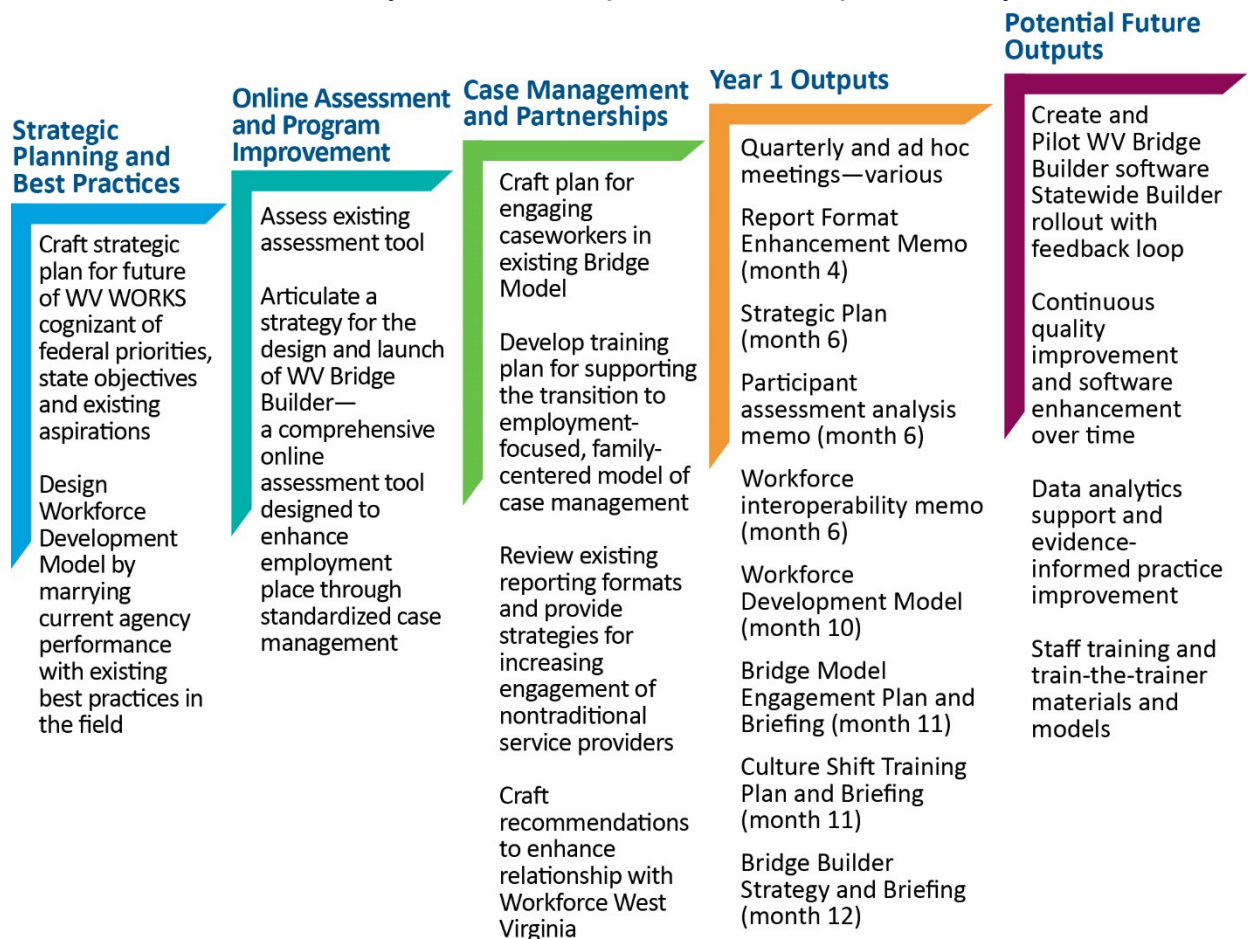 Strategic
Planning and
Best Practices
Craft strategic
plan for future
of WV WORKS
cognizant of
federal priorities,
state objectives
and existing
aspirations
Design
Workforce
Development
Model by
marrying
current agency
performance
with existing
best practices in
the field
Online Assessment
and Program
Improvement
Assess existing
assessment tool
Articulate a
strategy for the
design and launch
of WV Bridge
Builder—
a comprehensive
online
assessment tool
designed to
enhance
employment
place through
standardized case
management
Case Management
and Partnerships
Craft plan for
engaging
caseworkers in
existing Bridge
Model
Develop training
plan for supporting
the transition to
employment-
focused, family-
centered model of
case management
Review existing
reporting formats
and provide
strategies for
increasing
engagement of
nontraditional
service providers
Craft
recommendations
to enhance
relationship with
Workforce West
Virginia
Year 1 Outputs
Quarterly and ad hoc
meetings—various
Report Format
Enhancement Memo
(month 4)
Strategic Plan
(month 6)
Participant
assessment analysis
memo (month 6)
Workforce
interoperability memo
(month 6)
Workforce
Development Model
(month 10)
Bridge Model
Engagement Plan and
Briefing (month 11)
Culture Shift Training
Plan and Briefing
(month 11)
Bridge Builder
Strategy and Briefing
(month 12)
Potential Future
Outputs
Create and
Pilot WV Bridge
Builder software
Statewide Builder
rollout with
feedback loop
Continuous
quality
improvement
and software
enhancement
over time
Data analytics
support and
evidence-
informed practice
improvement
Staff training and
train-the-trainer
materials and
models